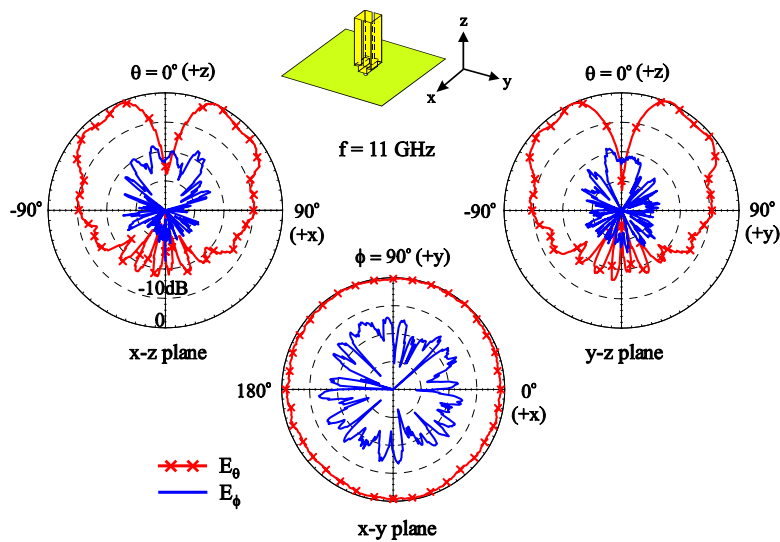 z
y
x
θ = 0° (+z)
θ = 0° (+z)
f = 11 GHz
-90°
90°
(+x)
-90°
90°
(+y)
-10dB
0
ϕ = 90° (+y)
x-z plane
y-z plane
180°
0°
(+x)
Eθ
Eϕ
x-y plane